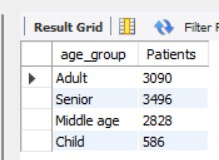 Result Grid Filter
age_group Patients
Adult 3090
Senior 3496
Middle age 2828
Child 586